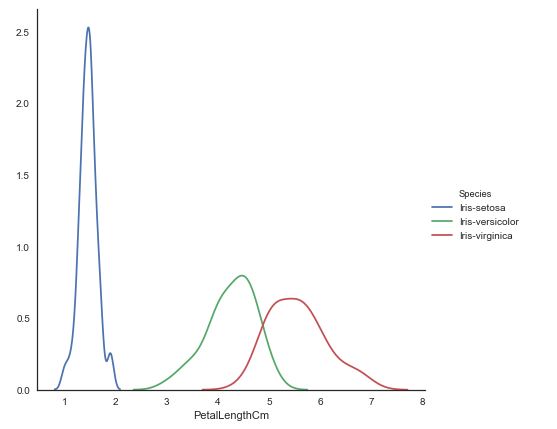 2.5
2.0
1.5
1.0
0.5
0.0
1 2 3 4 5 6 7 8
PetalLengthCm
Species
Iris-setosa
Iris-versicolor
Iris-virginica